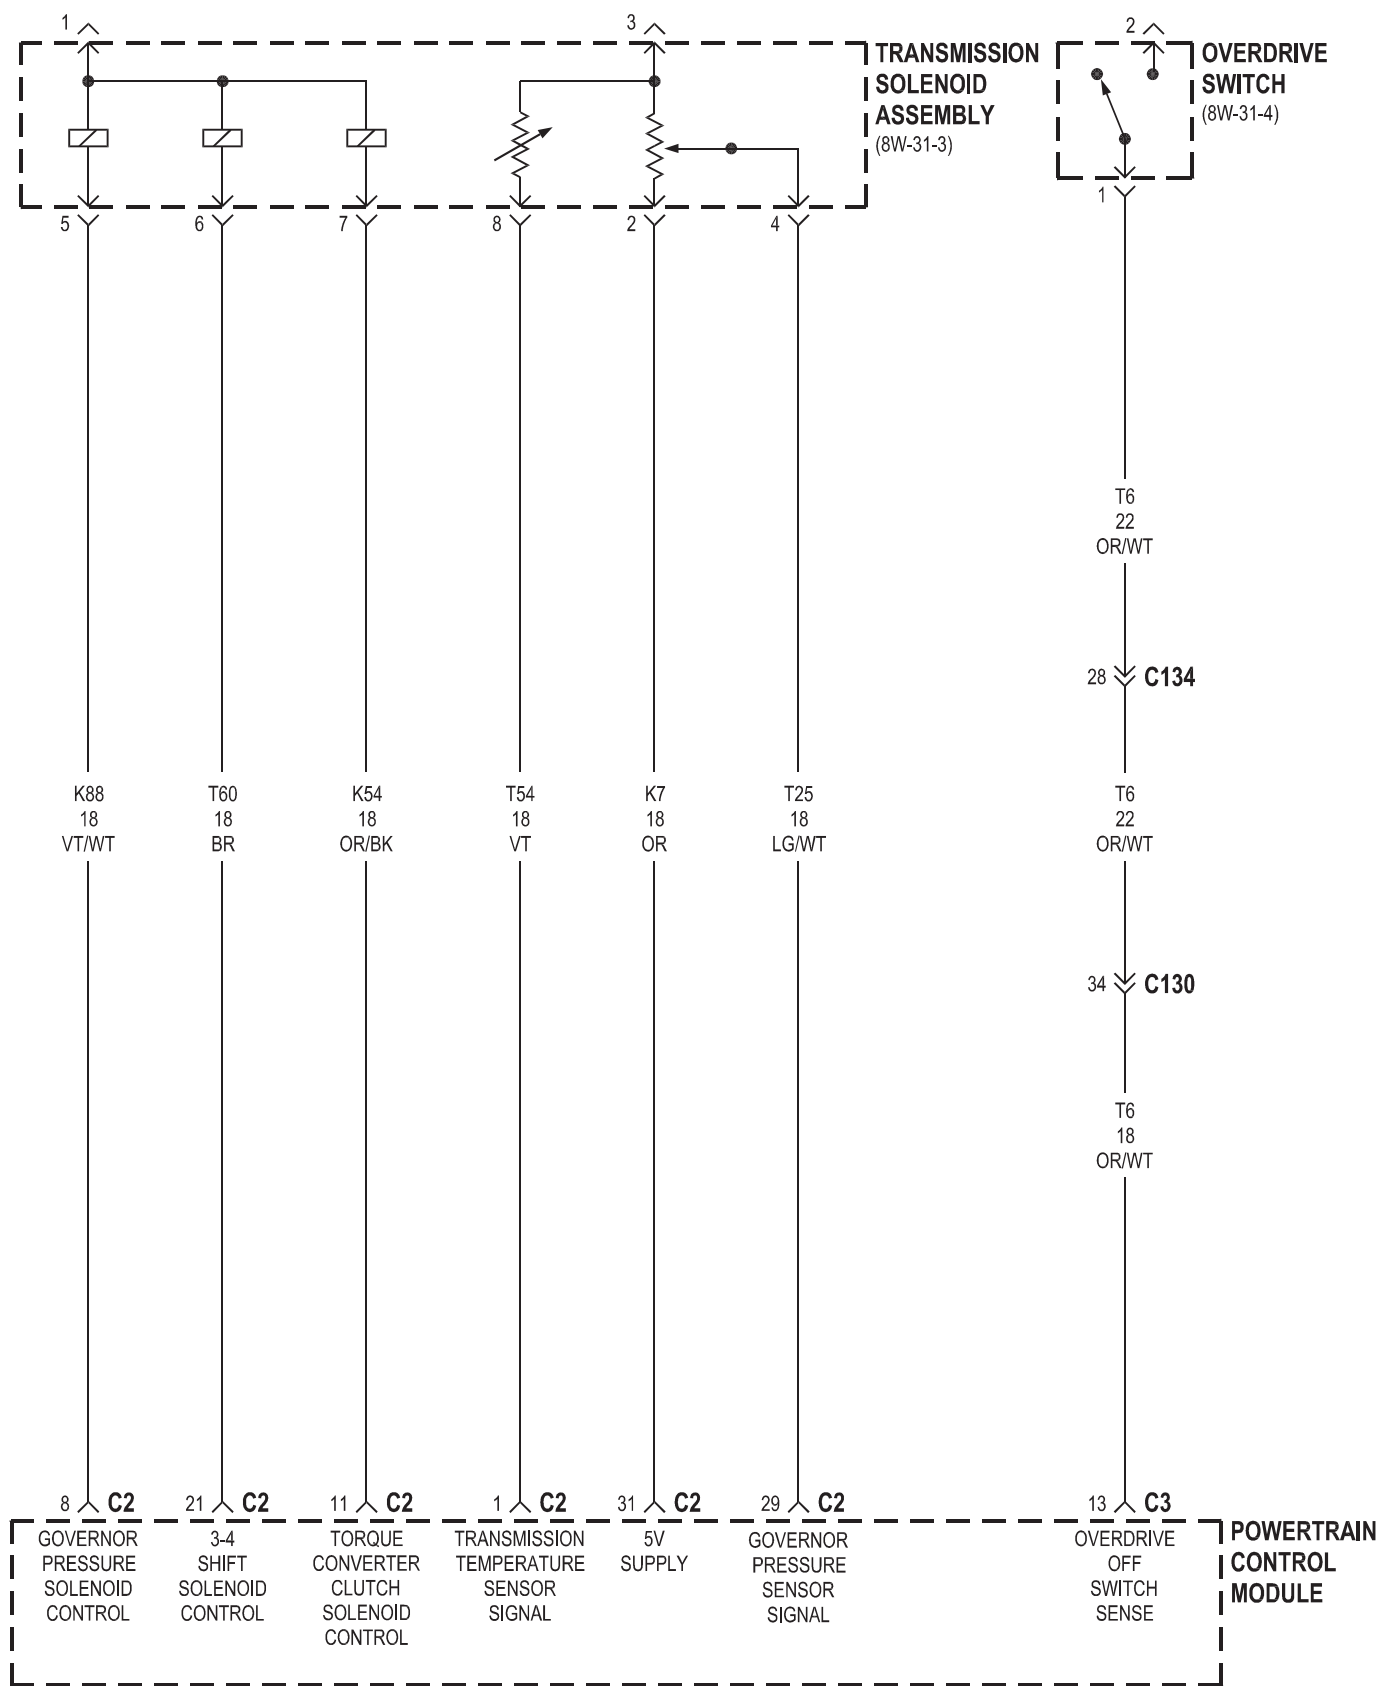 1
3
2
TRANSMISSION
SOLENOID
ASSEMBLY
(8W-31-3)
OVERDRIVE
SWITCH
(8W-31-4)
1
5
6
7
8
2
4
T6
22
OR/WT
28
C134
K88
18
VT/WT
T60
18
BR
K54
18
OR/BK
T54
18
VT
K7
18
OR
T25
18
LG/WT
T6
22
OR/WT
34
C130
T6
18
OR/WT
8 C2
21 C2
11 C2
1 C2
31 C2
29 C2
13 C3
GOVERNOR
PRESSURE
SOLENOID
CONTROL
3-4
SHIFT
SOLENOID
CONTROL
TORQUE
CONVERTER
CLUTCH
SOLENOID
CONTROL
TRANSMISSION
TEMPERATURE
SENSOR
SIGNAL
5V
SUPPLY
GOVERNOR
PRESSURE
SENSOR
SIGNAL
OVERDRIVE
OFF
SWITCH
SENSE
POWERTRAIN
CONTROL
MODULE